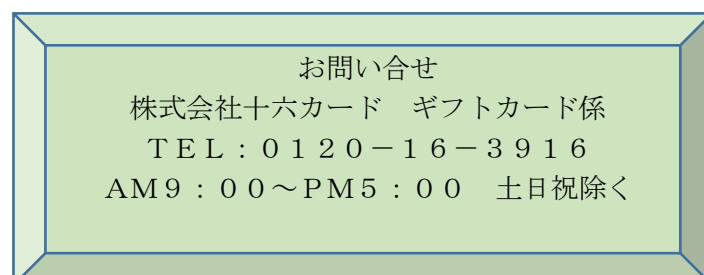 お問い合せ
株式会社十六カード　ギフトカード係
ＴＥＬ：０１２０－１６－３９１６
ＡＭ９：００～ＰＭ５：００　土日祝除く